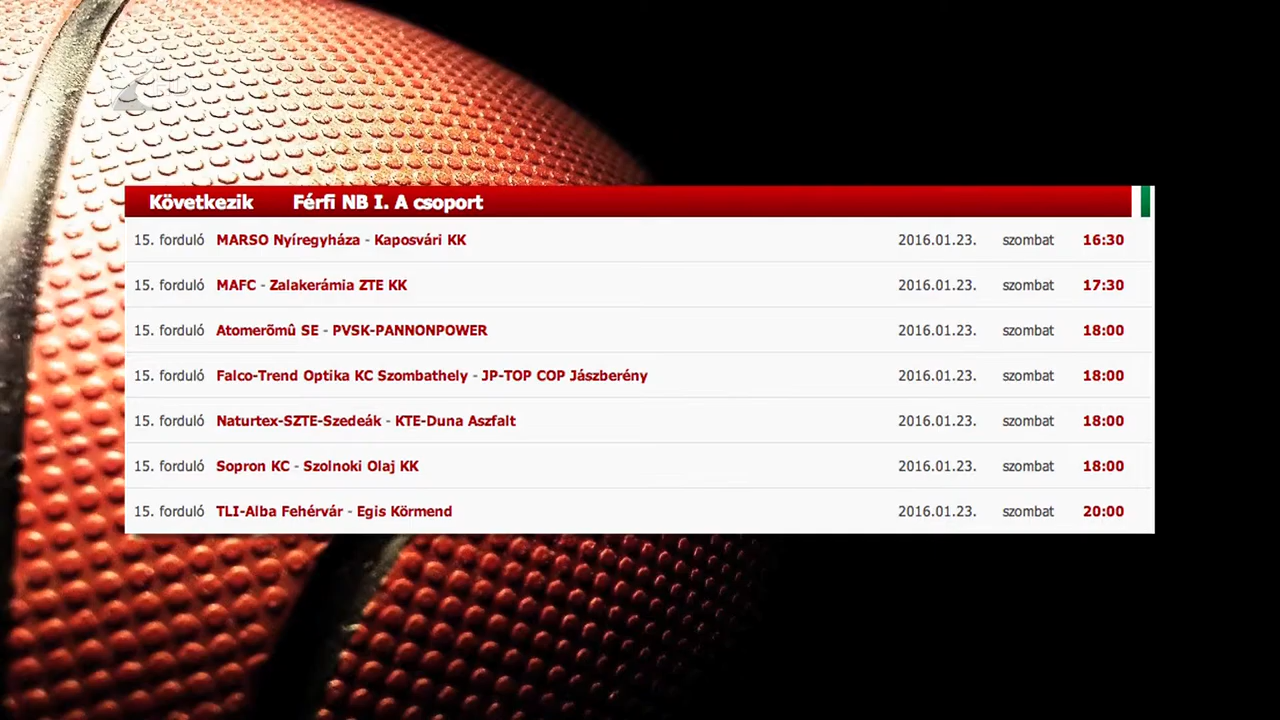 Következik Férfi NB I. A csoport
15. forduló MARSO Nyíregyháza - Kaposvári KK 2016.01.23. szombat 16:30
15. forduló MAFC - Zalakerámia ZTE KK 2016.01.23. szombat 17:30
15. forduló Atomerõmû SE - PVSK-PANNONPOWER 2016.01.23. szombat 18:00
15. forduló Falco-Trend Optika KC Szombathely - JP-TOP COP Jászberény 2016.01.23. szombat 18:00
15. forduló Naturtex-SZTE-Szedeák - KTE-Duna Aszfalt 2016.01.23. szombat 18:00
15. forduló Sopron KC - Szolnoki Olaj KK 2016.01.23. szombat 18:00
15. forduló TLI-Alba Fehérvár - Egis Körmend 2016.01.23. szombat 20:00